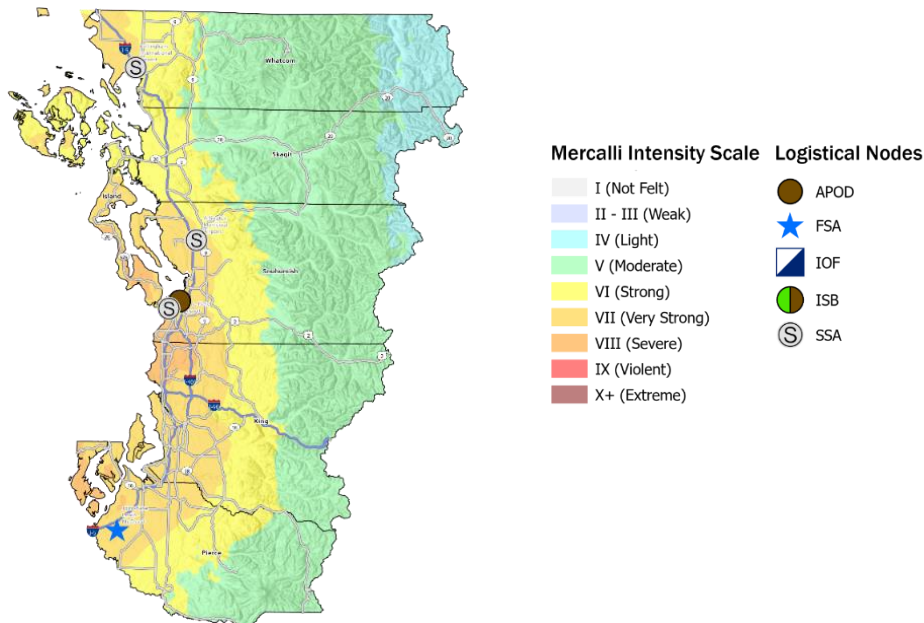 Whatcom
Skagit
Island
Snohomish
King
Pierce
S
S
S
Mercalli Intensity Scale
I (Not Felt)
II - III (Weak)
IV (Light)
V (Moderate)
VI (Strong)
VII (Very Strong)
VIII (Severe)
IX (Violent)
X+ (Extreme)
Logistical Nodes
APOD
FSA
IOF
ISB
S
SSA